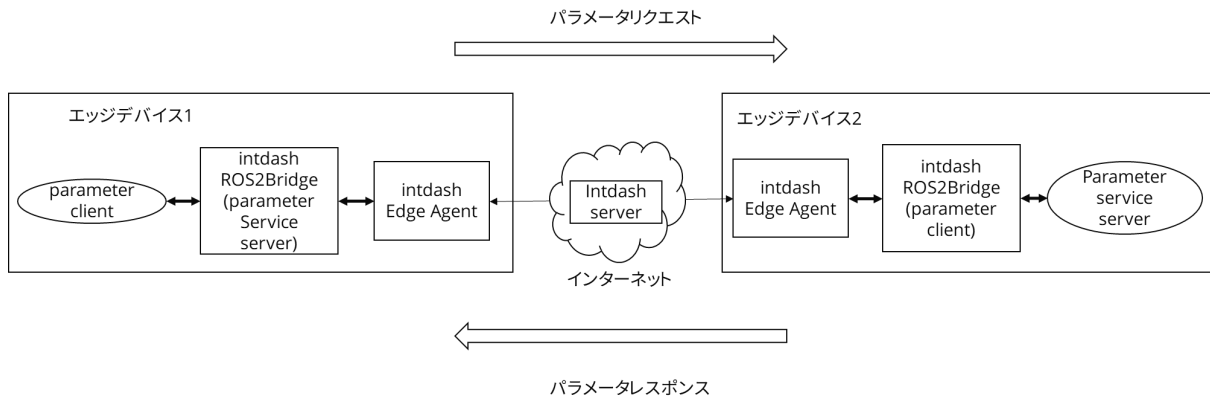 パラメータリクエスト
エッジデバイス1
parameter
client
intdash
ROS2Bridge
(parameter
Service
server)
intdash
Edge Agent
Intdash
server
インターネット
エッジデバイス2
intdash
Edge Agent
intdash
ROS2Bridge
(parameter
client)
Parameter
service
server
パラメータレスポンス